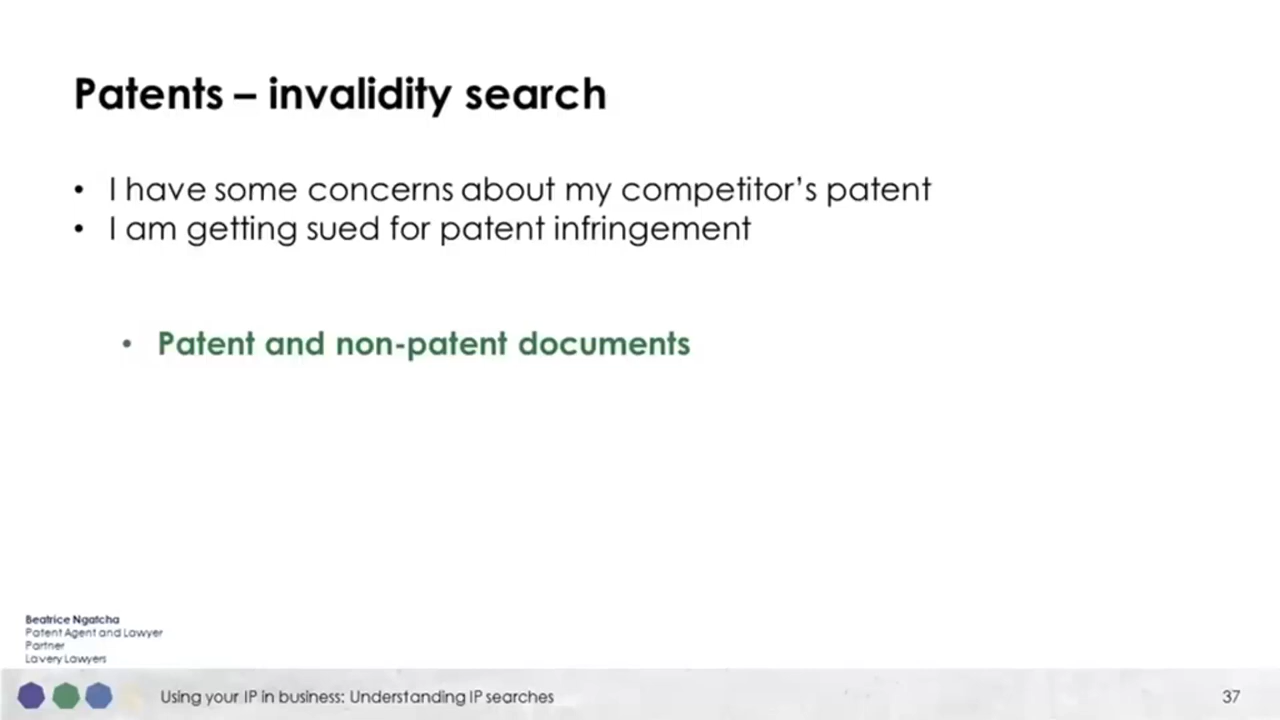 Patents – invalidity search
• I have some concerns about my competitor's patent
• I am getting sued for patent infringement
• Patent and non-patent documents
Beatrice Ngatcha
Patent Agent and Lawyer
Partner
Lavery Lawyers
Using your IP in business: Understanding IP searches
37